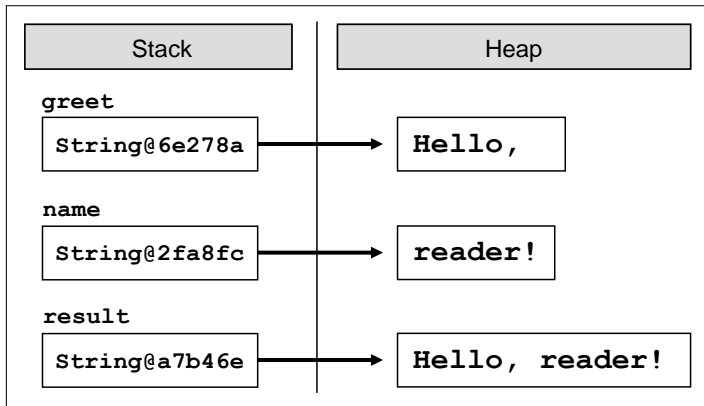 Stack
Heap
greet
String@6e278a
Hello,
name
String@2fa8fc
reader!
result
String@a7b46e
Hello, reader!